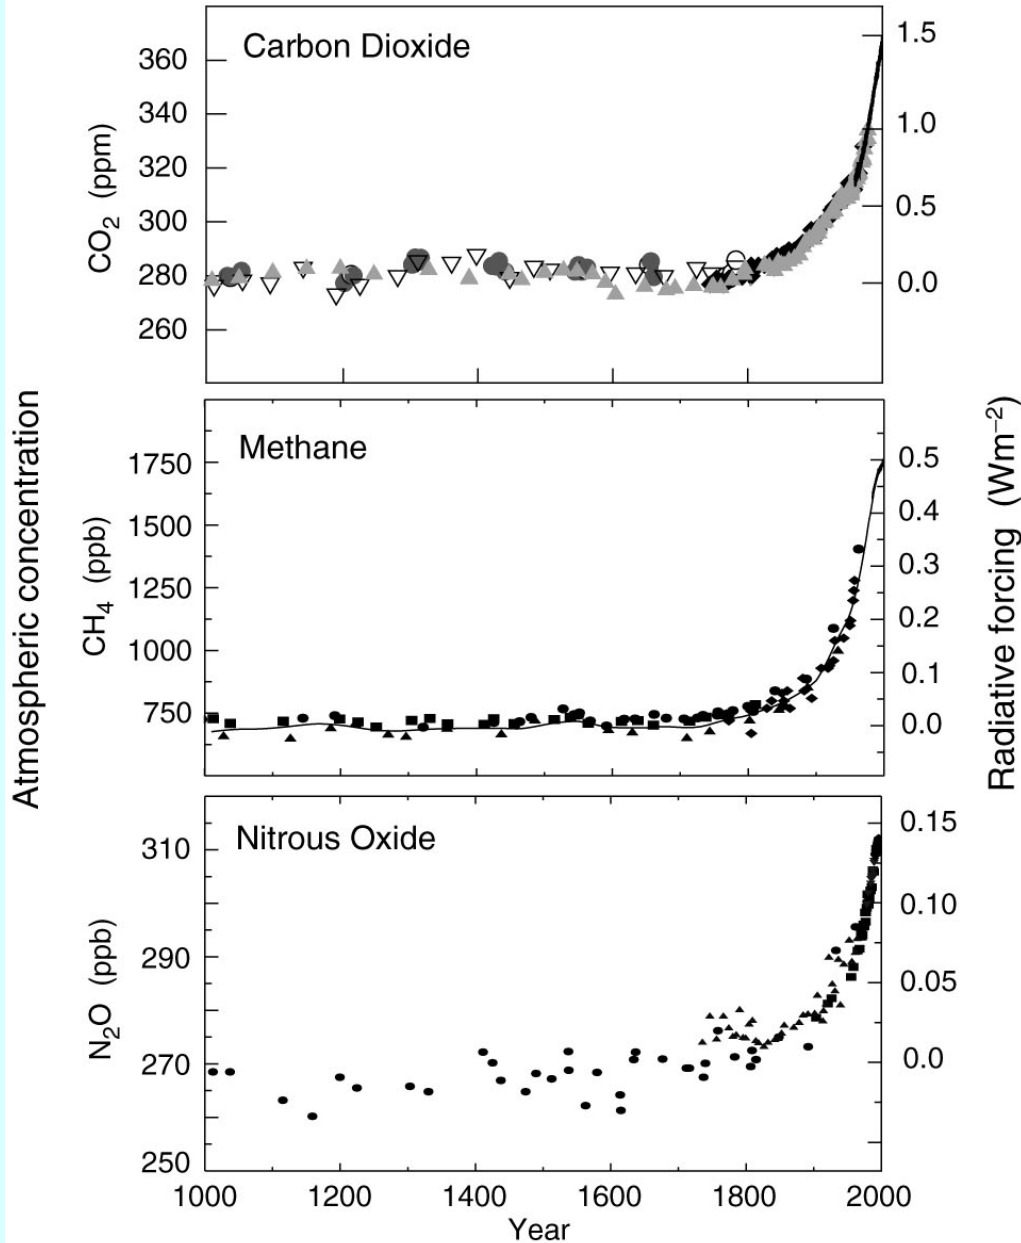 Carbon Dioxide
CO2 (ppm)
360
340
320
300
280
260
1.5
1.0
0.5
0.0
Atmospheric concentration
Radiative forcing (Wm−2)
Methane
CH4 (ppb)
1750
1500
1250
1000
750
0.5
0.4
0.3
0.2
0.1
0.0
Nitrous Oxide
N2O (ppb)
310
290
270
250
0.15
0.10
0.05
0.0
1000 1200 1400 1600 1800 2000
Year